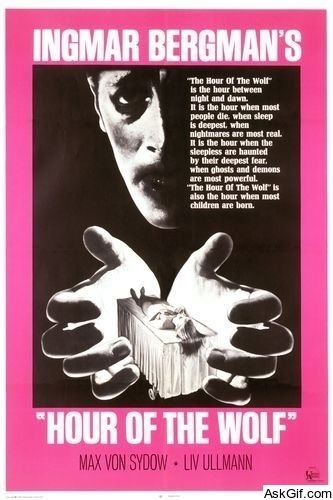 INGMAR BERGMAN'S
"The Hour Of The Wolf"
is the hour between
night and dawn.
It is the hour when most
people die, when sleep
is deepest, when
nightmares are most real.
It is the hour when the
sleepless are haunted
by their deepest fear,
when ghosts and demons
are most powerful.
"The Hour Of The Wolf" is
also the hour when most
children are born.
"HOUR OF THE WOLF"
MAX VON SYDOW • LIV ULLMANN
AskGif.com